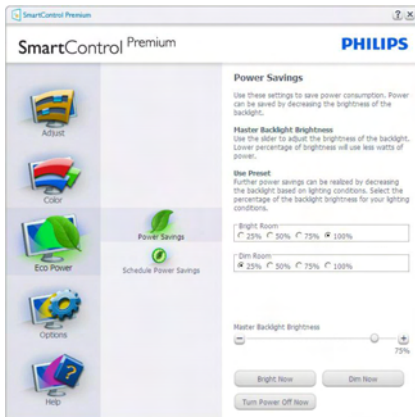 SmartControl Premium
SmartControl Premium
PHILIPS
Adjust
Color
Eco Power
Options
Help
Power Savings
Schedule Power Savings
Power Savings
Use these settings to save power consumption. Power
can be saved by decreasing the brightness of the
backlight.
Master Backlight Brightness
Use the slider to adjust the brightness of the backlight.
Lower percentage of brightness will use less watts of
power.
Use Preset
Further power savings can be realized by decreasing
the backlight based on lighting conditions. Select the
percentage of the backlight brightness for your lighting
conditions.
Bright Room
25% 50% 75% 100%
Dim Room
25% 50% 75% 100%
Master Backlight Brightness
75%
Bright Now Dim Now
Turn Power Off Now